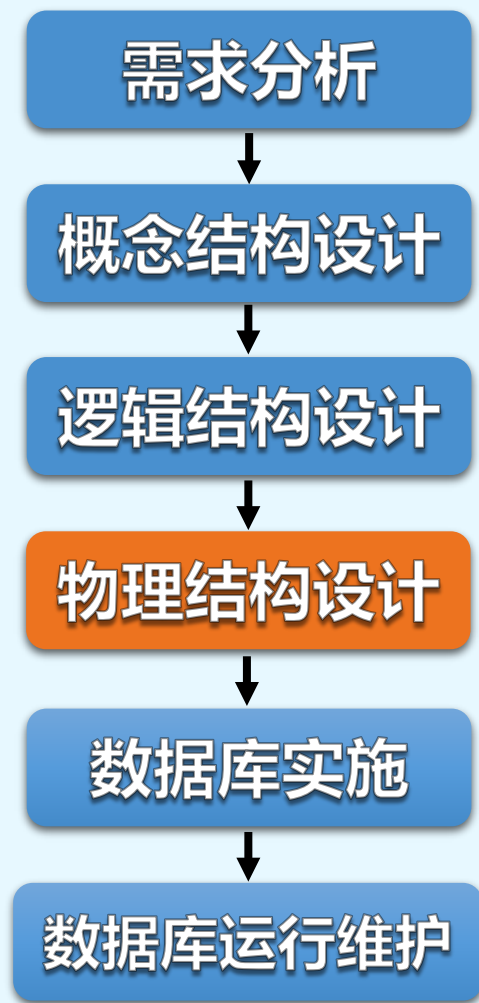 需求分析
概念结构设计
逻辑结构设计
物理结构设计
数据库实施
数据库运行维护